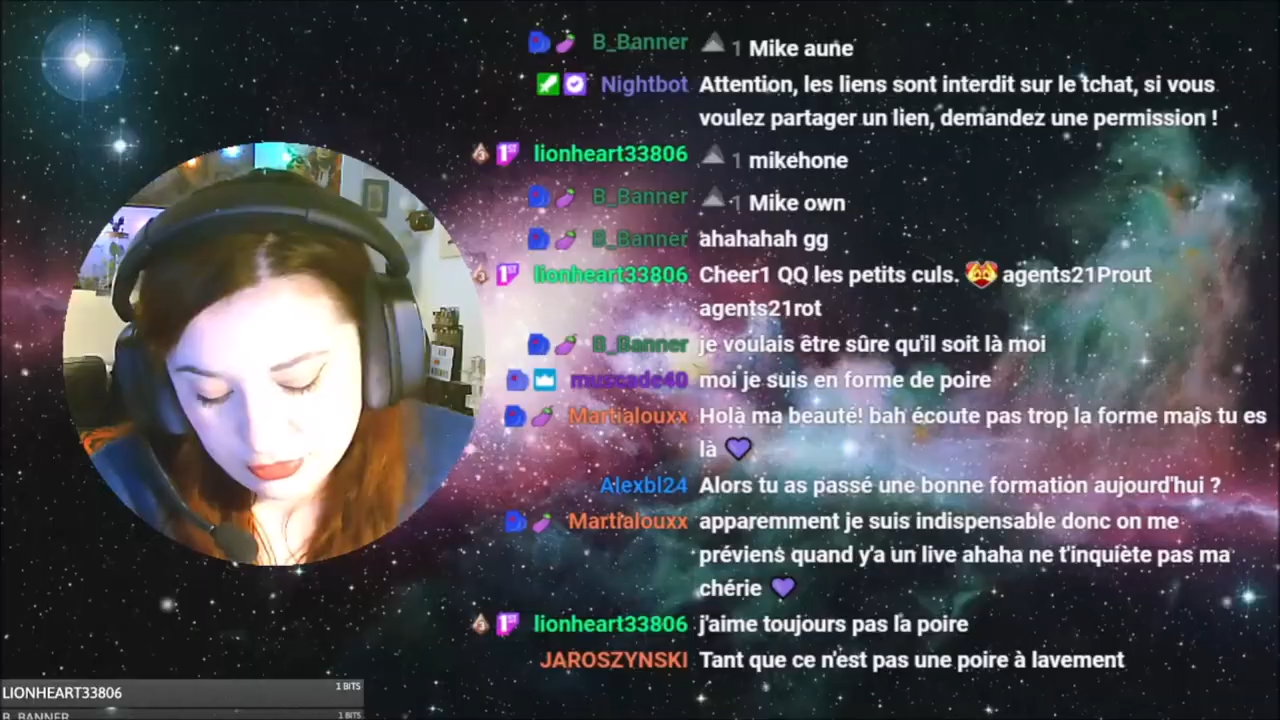 B_Banner 1 Mike aune
Nightbot Attention, les liens sont interdit sur le tchat, si vous
voulez partager un lien, demandez une permission !
lionheart33806 1 mikehone
B_Banner 1 Mike own
B_Banner ahahahah gg
lionheart33806 Cheer1 QQ les petits culs. agents21Prout
agents21rot
B_Banner je voulais être sûre qu'il soit là moi
muscade40 moi je suis en forme de poire
Martialouxx Holà ma beauté! bah écoute pas trop la forme mais tu es
là
Alexbl24 Alors tu as passé une bonne formation aujourd'hui ?
Martialouxx apparemment je suis indispensable donc on me
préviens quand y'a un live ahaha ne t'inquiète pas ma
chérie
lionheart33806 j'aime toujours pas la poire
JAROSZYNSKI Tant que ce n'est pas une poire à lavement
LIONHEART33806 1 BITS
B_BANNER 1 BITS